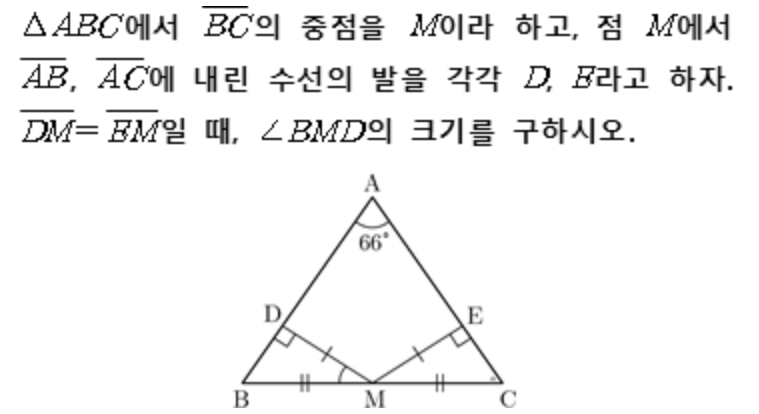 △ABC에서 BC의 중점을 M이라 하고, 점 M에서
AB, AC에 내린 수선의 발을 각각 D, E라고 하자.
DM=EM일 때, ∠BMD의 크기를 구하시오.
A
66°
D
E
B
M
C